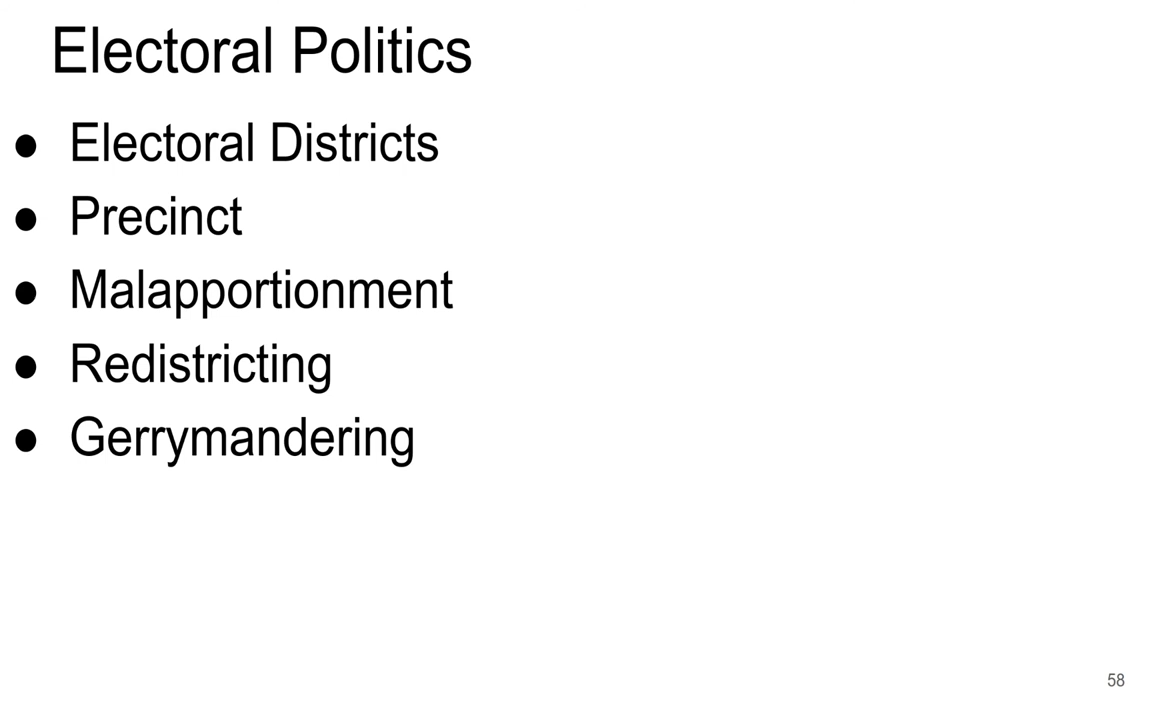 Electoral Politics
● Electoral Districts
● Precinct
● Malapportionment
● Redistricting
● Gerrymandering
58